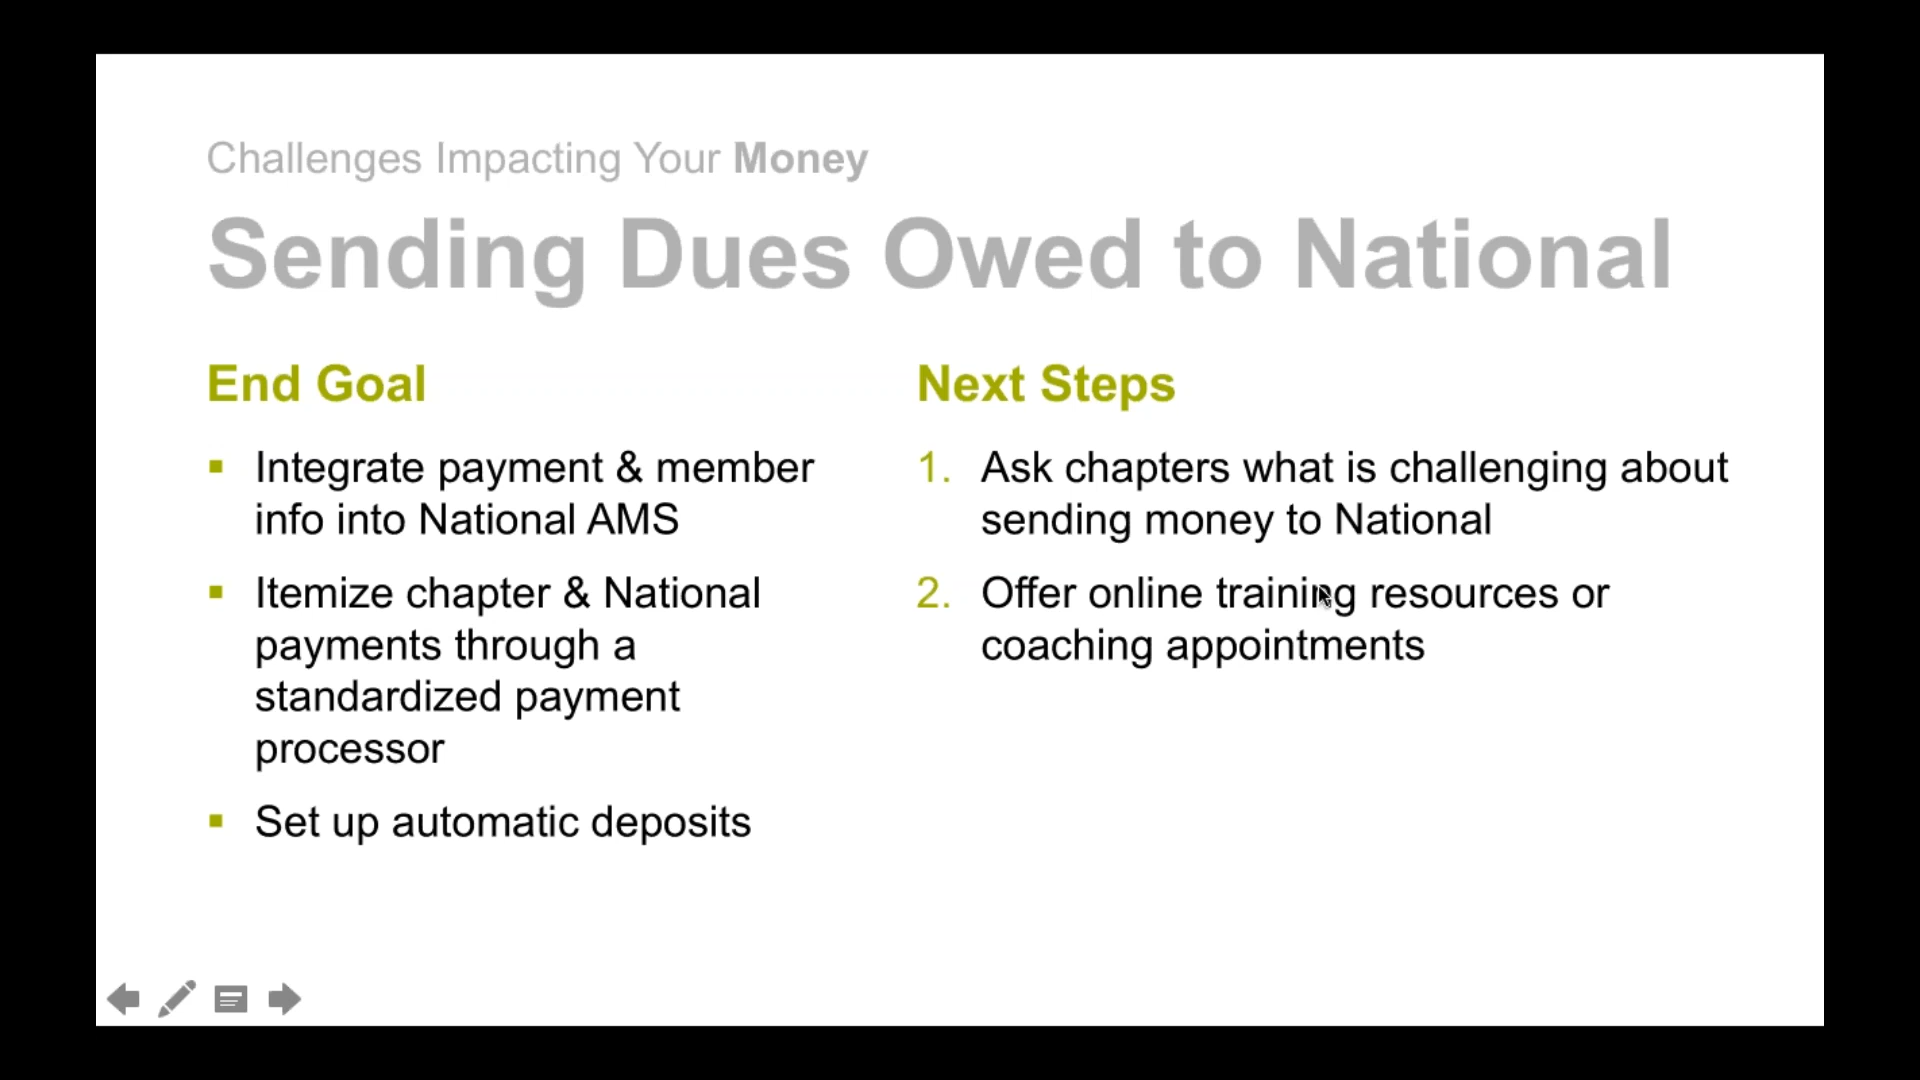 Challenges Impacting Your Money
Sending Dues Owed to National
End Goal
▪ Integrate payment & member
info into National AMS
▪ Itemize chapter & National
payments through a
standardized payment
processor
▪ Set up automatic deposits
Next Steps
1. Ask chapters what is challenging about
sending money to National
2. Offer online training resources or
coaching appointments